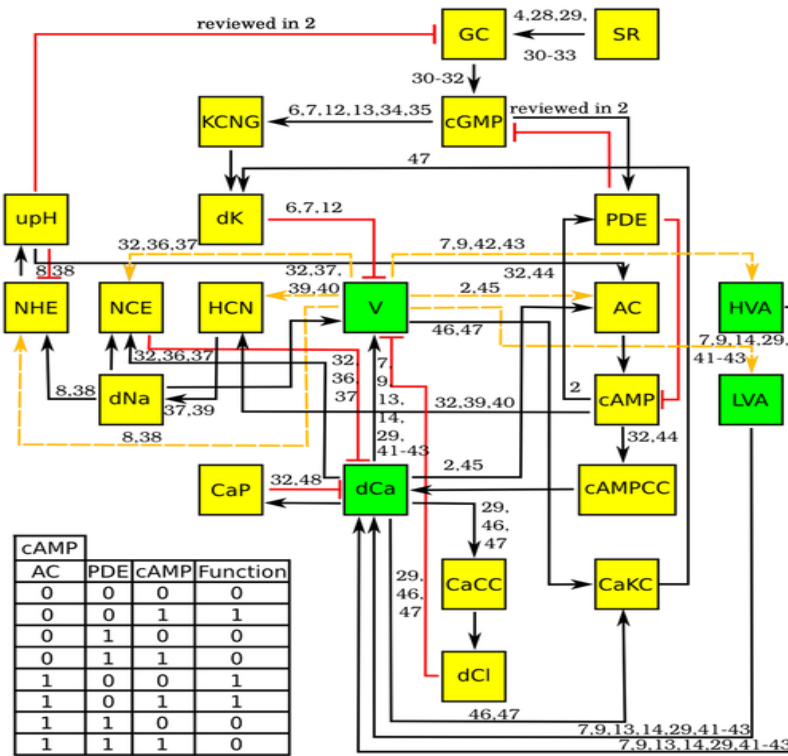 reviewed in 2
GC
4,28,29,
30-33
SR
30-32
KCNG
6,7,12,13,34,35
cGMP
reviewed in 2
47
upH
dK
6,7,12
PDE
32,36,37
7,9,42,43
8,38
32,37,
39,40
2,45
32,44
NHE
NCE
HCN
V
AC
HVA
46,47
7,9,14,29,
41-43
32,36,37
32,
36,
37
7,
9,
13,
14,
29,
41-43
8,38
dNa
37,39
32,39,40
2
cAMP
LVA
8,38
32,44
CaP
32,48
dCa
2,45
cAMPCC
29,
46,
47
29,
46,
47
CaCC
CaKC
dCl
46,47
7,9,13,14,29,41-43
7,9,13,14,29,41-43
cAMP
AC PDE cAMP Function
0 0 0 0
0 0 1 1
0 1 0 0
0 1 1 0
1 0 0 1
1 0 1 1
1 1 0 0
1 1 1 0